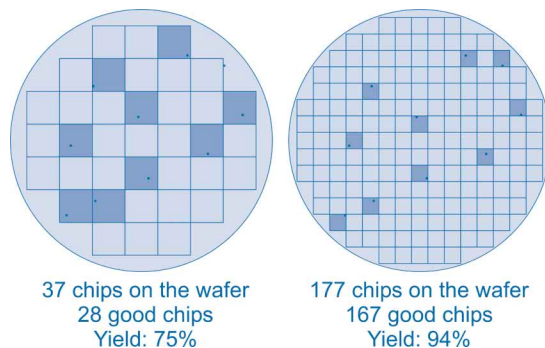 37 chips on the wafer
28 good chips
Yield: 75%
177 chips on the wafer
167 good chips
Yield: 94%